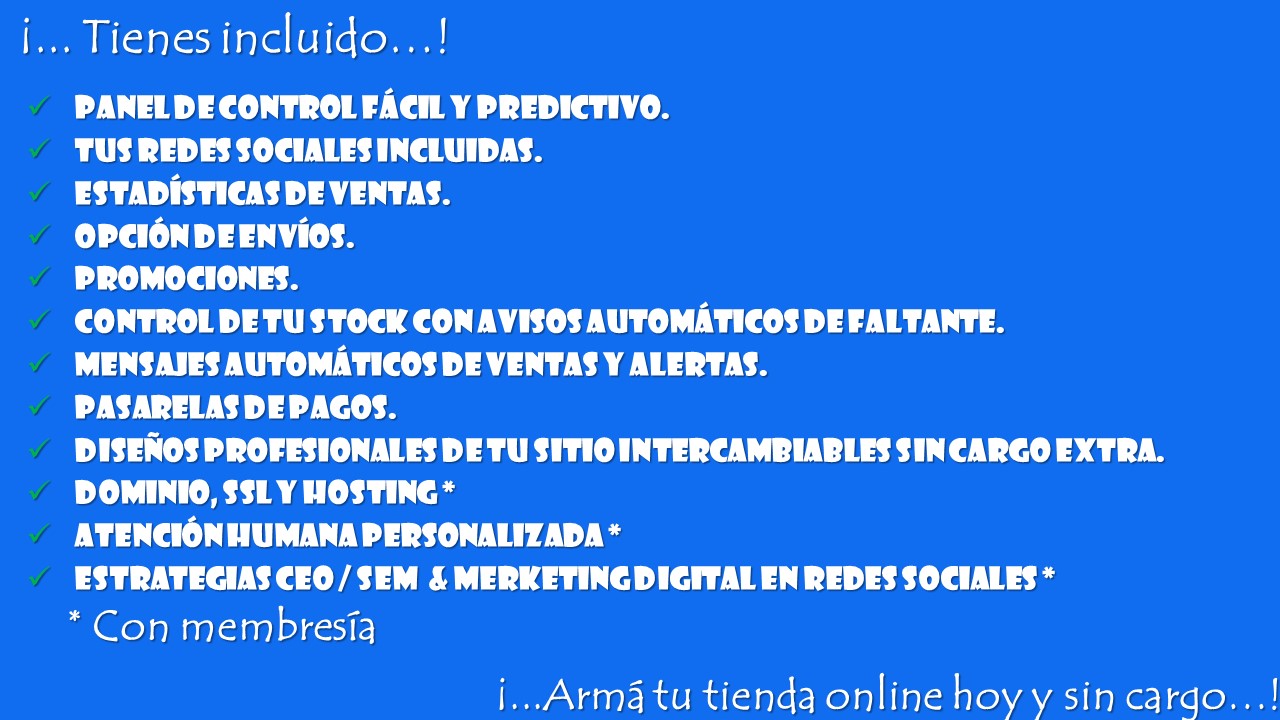 ¡... Tienes incluido...!
✓ PANEL DE CONTROL FÁCIL Y PREDICTIVO.
✓ TUS REDES SOCIALES INCLUIDAS.
✓ ESTADÍSTICAS DE VENTAS.
✓ OPCIÓN DE ENVÍOS.
✓ PROMOCIONES.
✓ CONTROL DE TU STOCK CON AVISOS AUTOMÁTICOS DE FALTANTE.
✓ MENSAJES AUTOMÁTICOS DE VENTAS Y ALERTAS.
✓ PASARELAS DE PAGOS.
✓ DISEÑOS PROFESIONALES DE TU SITIO INTERCAMBIABLES SIN CARGO EXTRA.
✓ DOMINIO, SSL Y HOSTING *
✓ ATENCIÓN HUMANA PERSONALIZADA *
✓ ESTRATEGIAS CEO / SEM & MERKETING DIGITAL EN REDES SOCIALES *
* Con membresía
¡...Armá tu tienda online hoy y sin cargo...!